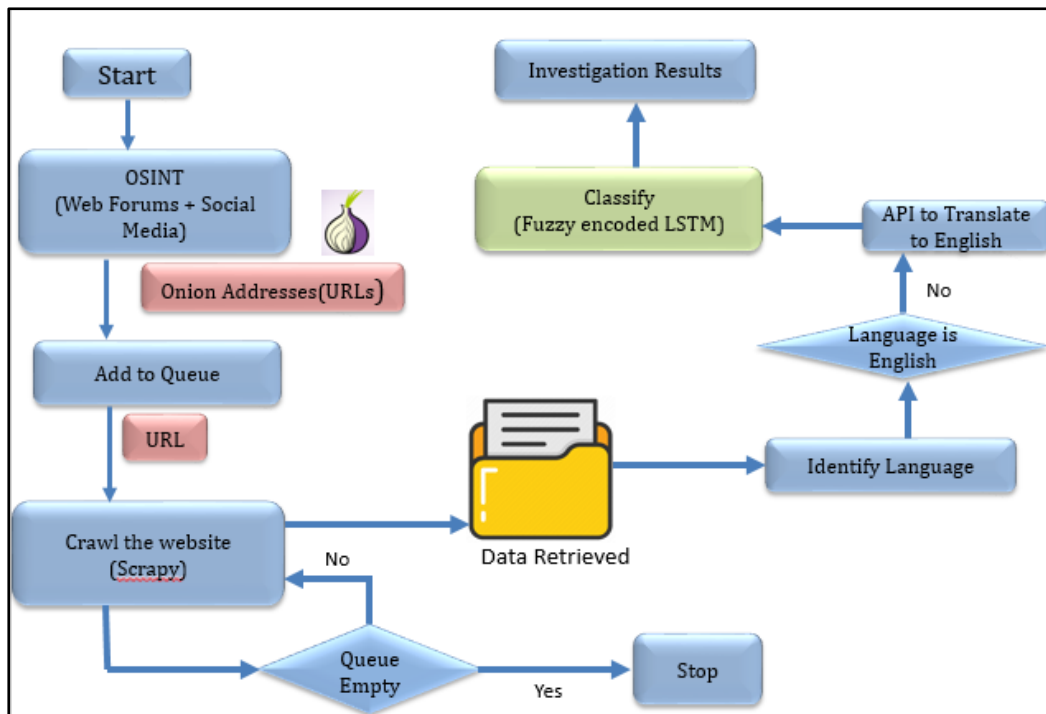 Start
OSINT
(Web Forums + Social
Media)
Onion Addresses(URLs)
Add to Queue
URL
Crawl the website
(Scrapy)
No
Queue
Empty
Yes
Stop
Data Retrieved
Identify Language
Language is
English
No
API to Translate
to English
Classify
(Fuzzy encoded LSTM)
Investigation Results